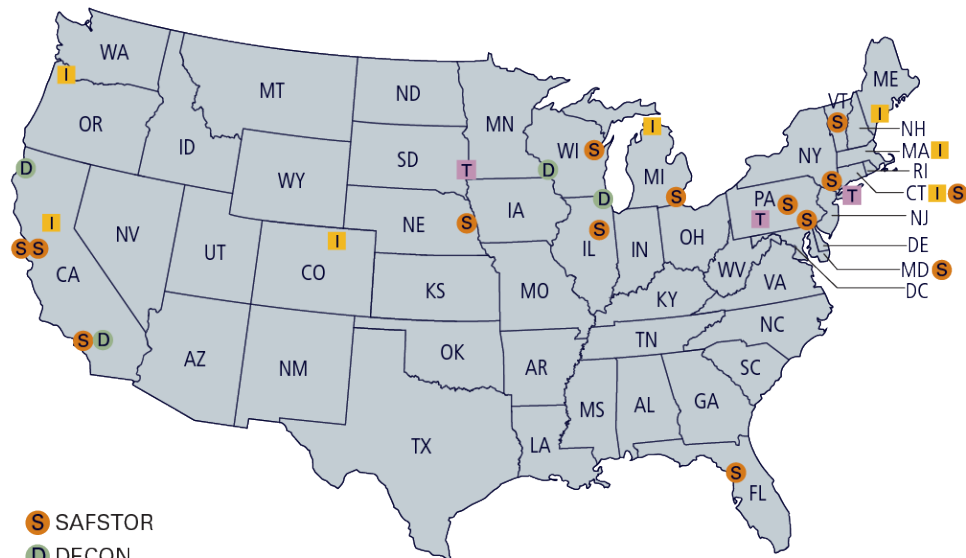 WA
MT
ND
MN
ME
VT
I
OR
ID
SD
WI
S
MI
NY
NH
MA I
RI
CT I S
NJ
DE
MD S
DC
I
S
I
D
WY
T
D
S
S
T
PA S
T
S
D
IA
NE S
IL S
IN
OH
I
S S
CA
NV
UT
CO
I
KS
MO
WV
VA
KY
S D
AZ
NM
OK
AR
TN
NC
SC
TX
LA
MS
AL
GA
S
FL
S SAFSTOR
D DECON